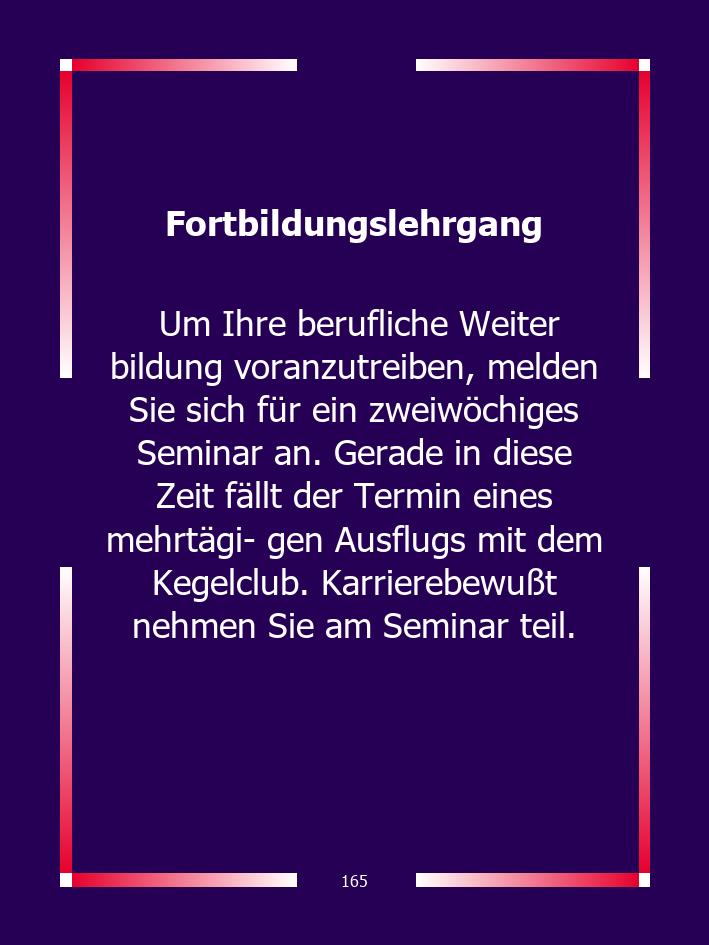 Fortbildungslehrgang
Um Ihre berufliche Weiter
bildung voranzutreiben, melden
Sie sich für ein zweiwöchiges
Seminar an. Gerade in diese
Zeit fällt der Termin eines
mehrtägi- gen Ausflugs mit dem
Kegelclub. Karrierebewußt
nehmen Sie am Seminar teil.
165